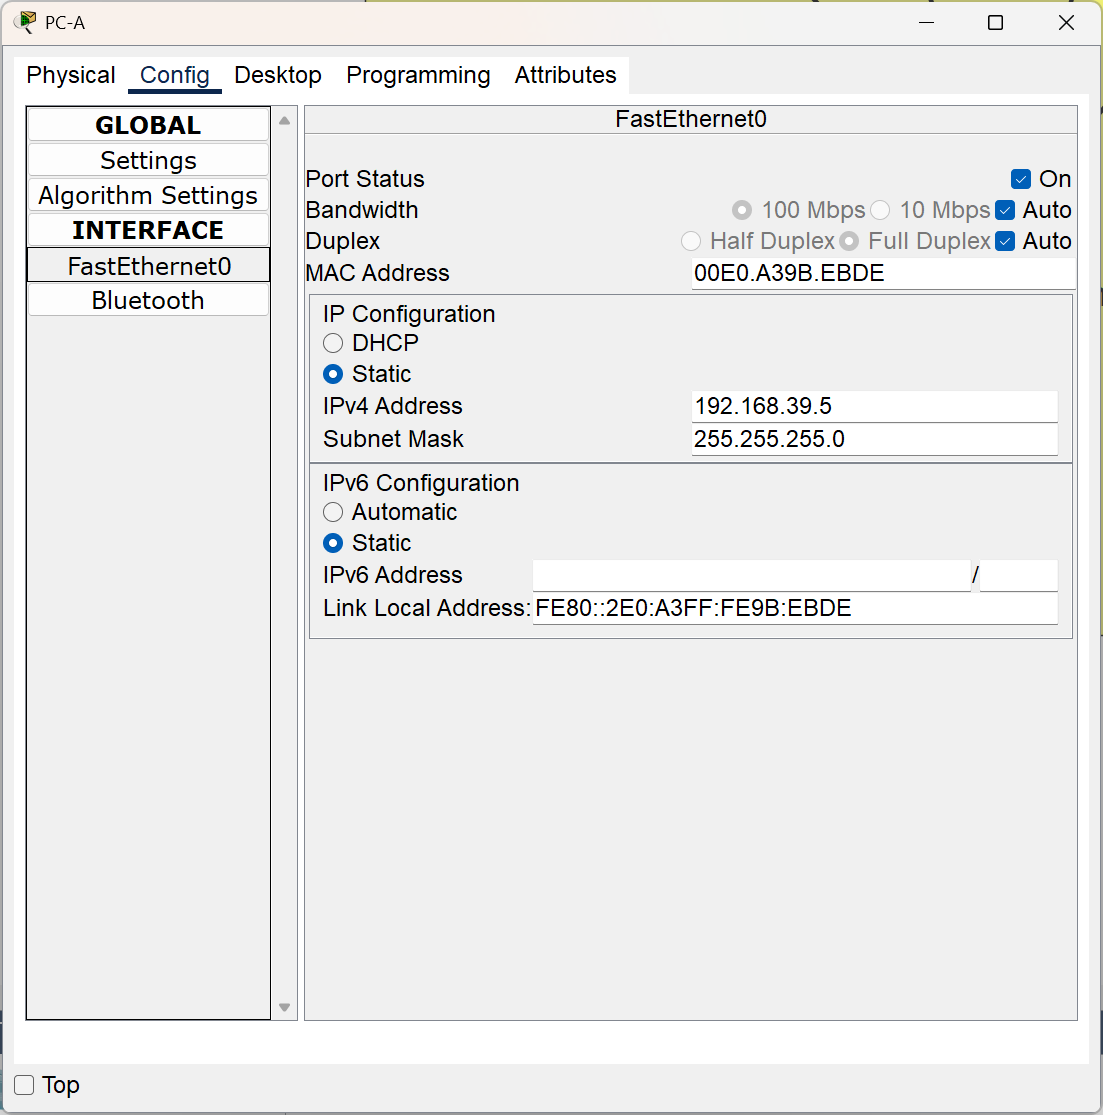 PC-A
Physical Config Desktop Programming Attributes
GLOBAL
Settings
Algorithm Settings
INTERFACE
FastEthernet0
Bluetooth
FastEthernet0
Port Status On
Bandwidth 100 Mbps 10 Mbps Auto
Duplex Half Duplex Full Duplex Auto
MAC Address 00E0.A39B.EBDE
IP Configuration
DHCP
Static
IPv4 Address 192.168.39.5
Subnet Mask 255.255.255.0
IPv6 Configuration
Automatic
Static
IPv6 Address /
Link Local Address: FE80::2E0:A3FF:FE9B:EBDE
Top